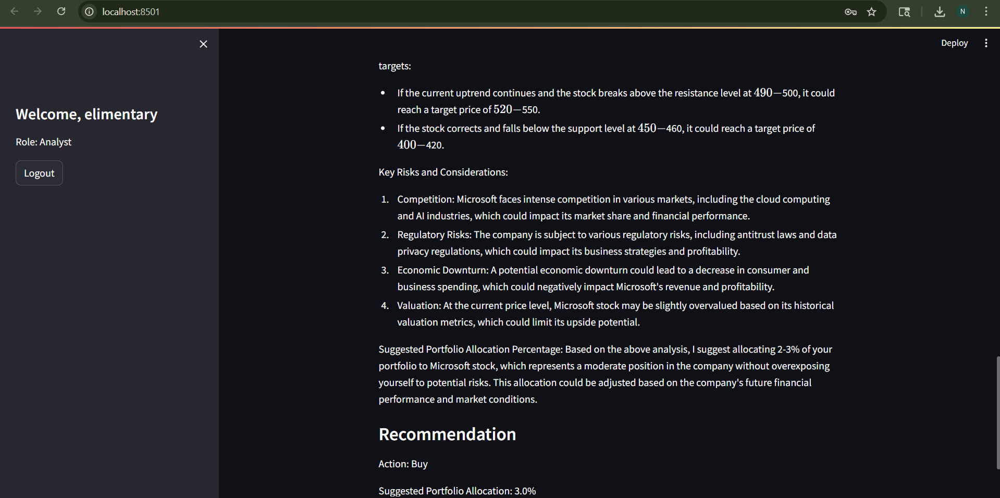 localhost:8501
N
Deploy
Welcome, elimentary
Role: Analyst
Logout
targets:
• If the current uptrend continues and the stock breaks above the resistance level at 490−500, it could
reach a target price of 520−550.
• If the stock corrects and falls below the support level at 450−460, it could reach a target price of
400−420.
Key Risks and Considerations:
1. Competition: Microsoft faces intense competition in various markets, including the cloud computing
and AI industries, which could impact its market share and financial performance.
2. Regulatory Risks: The company is subject to various regulatory risks, including antitrust laws and data
privacy regulations, which could impact its business strategies and profitability.
3. Economic Downturn: A potential economic downturn could lead to a decrease in consumer and
business spending, which could negatively impact Microsoft's revenue and profitability.
4. Valuation: At the current price level, Microsoft stock may be slightly overvalued based on its historical
valuation metrics, which could limit its upside potential.
Suggested Portfolio Allocation Percentage: Based on the above analysis, I suggest allocating 2-3% of your
portfolio to Microsoft stock, which represents a moderate position in the company without overexposing
yourself to potential risks. This allocation could be adjusted based on the company's future financial
performance and market conditions.
Recommendation
Action: Buy
Suggested Portfolio Allocation: 3.0%